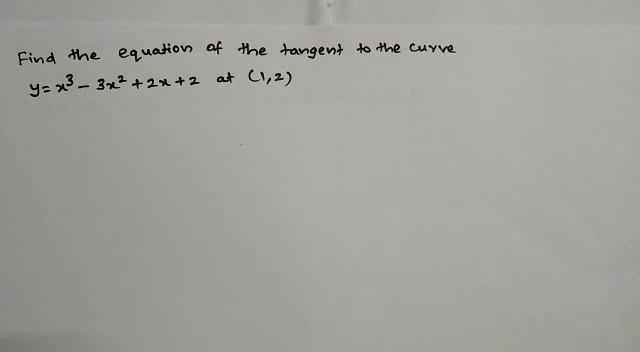 Find the equation of the tangent to the curve
y = x³ - 3x² + 2x + 2 at (1,2)